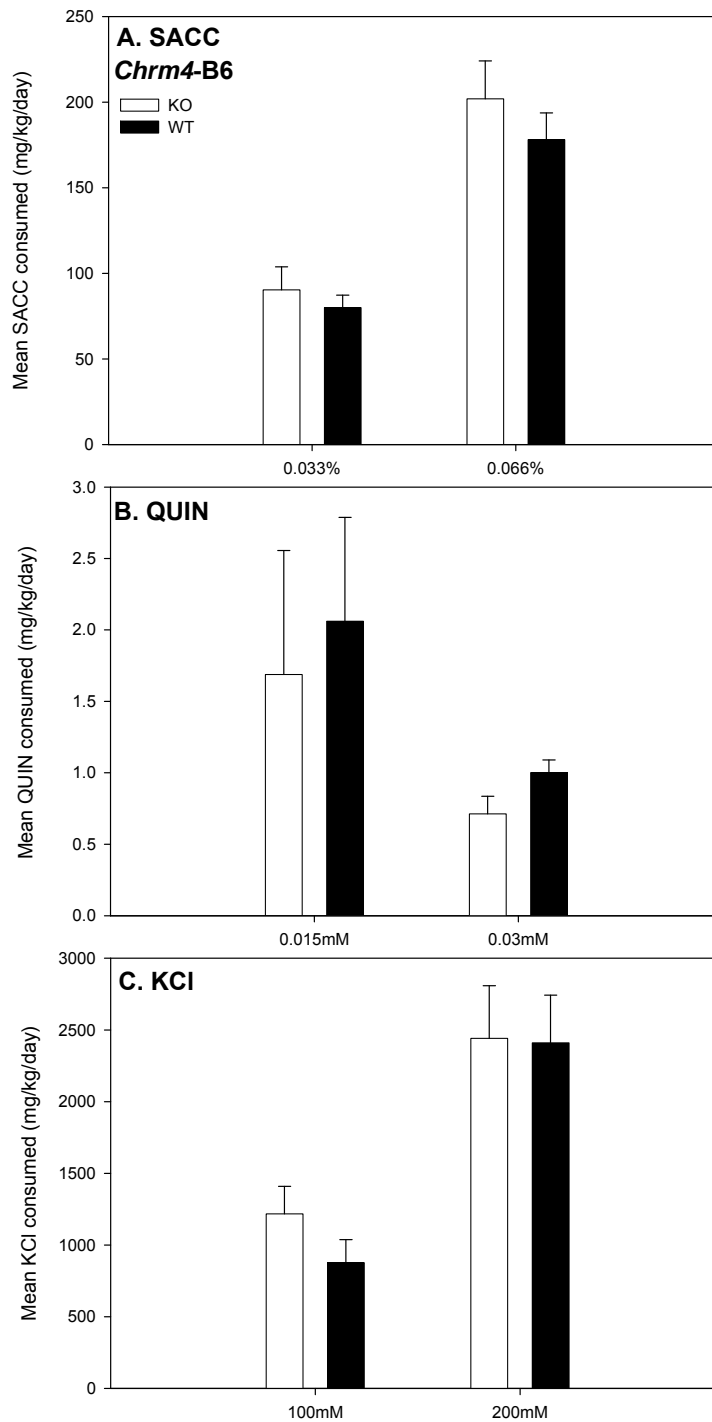 A. SACC
Chrm4-B6
KO
WT
Mean SACC consumed (mg/kg/day)
250
200
150
100
50
0
0.033% 0.066%
B. QUIN
Mean QUIN consumed (mg/kg/day)
3.0
2.5
2.0
1.5
1.0
0.5
0.0
0.015mM 0.03mM
C. KCl
Mean KCl consumed (mg/kg/day)
3000
2500
2000
1500
1000
500
0
100mM 200mM